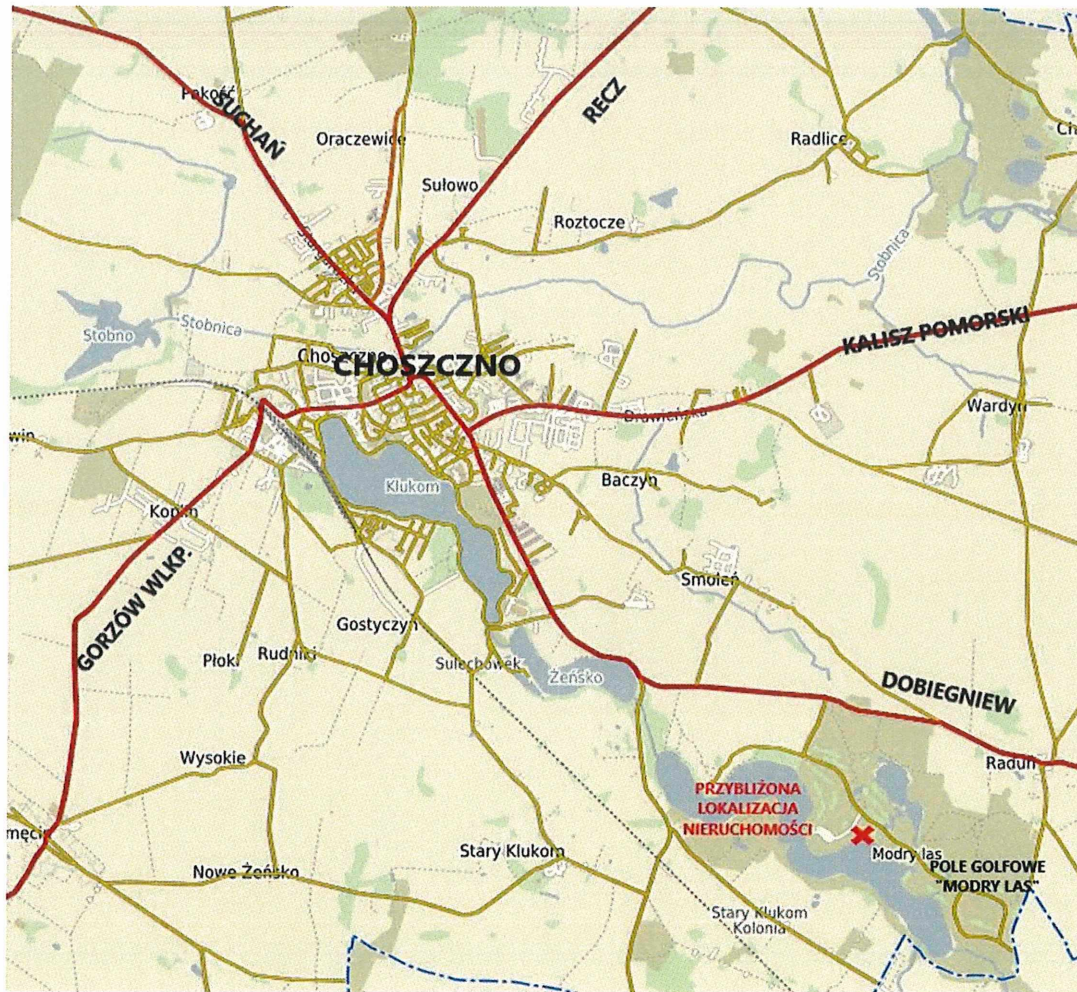 Pakość
SUCHAŃ
Oraczewice
RECZ
Radlice
Sułowo
Roztocze
Stobnica
Stobno
Stobnica
KALISZ POMORSKI
Choszczno
CHOSZCZNO
Drawieńska
Wardyń
Klukom
Baczyn
Koplin
Smoleń
GORZÓW WLKP.
Gostyczyn
Płoki
Rudniki
Sulechówek
Żeńsko
DOBIEGNIEW
Wysokie
Raduń
PRZYBLIŻONA
LOKALIZACJA
NIERUCHOMOŚCI
Stary Klukom
Modry las
Nowe Żeńsko
POLE GOLFOWE
"MODRY LAS"
Stary Klukom
Kolonia